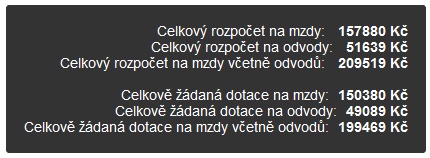 Celkový rozpočet na mzdy: 157880 Kč
Celkový rozpočet na odvody: 51639 Kč
Celkový rozpočet na mzdy včetně odvodů: 209519 Kč
Celkově žádaná dotace na mzdy: 150380 Kč
Celkově žádaná dotace na odvody: 49089 Kč
Celkově žádaná dotace na mzdy včetně odvodů: 199469 Kč